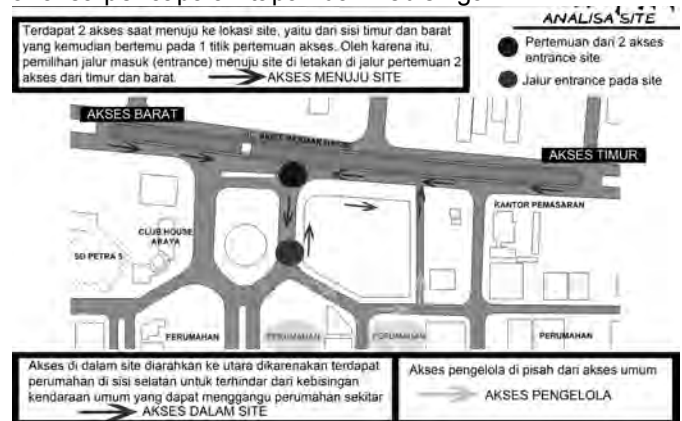 Terdapat 2 akses saat menuju ke lokasi site, yaitu dari sisi timur dan barat
yang kemudian bertemu pada 1 titik pertemuan akses. Oleh karena itu,
pemilihan jalur masuk (entrance) menuju site di letakan di jalur pertemuan 2
akses dari timur dan barat.
AKSES MENUJU SITE
ANALISA SITE
Pertemuan dari 2 akses
entrance site
Jalur entrance pada site
AKSES BARAT
AKSES TIMUR
KANTOR PEMASARAN
CLUB HOUSE
ARAYA
SD PETRA 5
PERUMAHAN
PERUMAHAN
PERUMAHAN
PERUMAHAN
Akses di dalam site diarahkan ke utara dikarenakan terdapat
perumahan di sisi selatan untuk terhindar dari kebisingan
kendaraan umum yang dapat menggangu perumahan sekitar
AKSES DALAM SITE
Akses pengelola di pisah dari akses umum
AKSES PENGELOLA